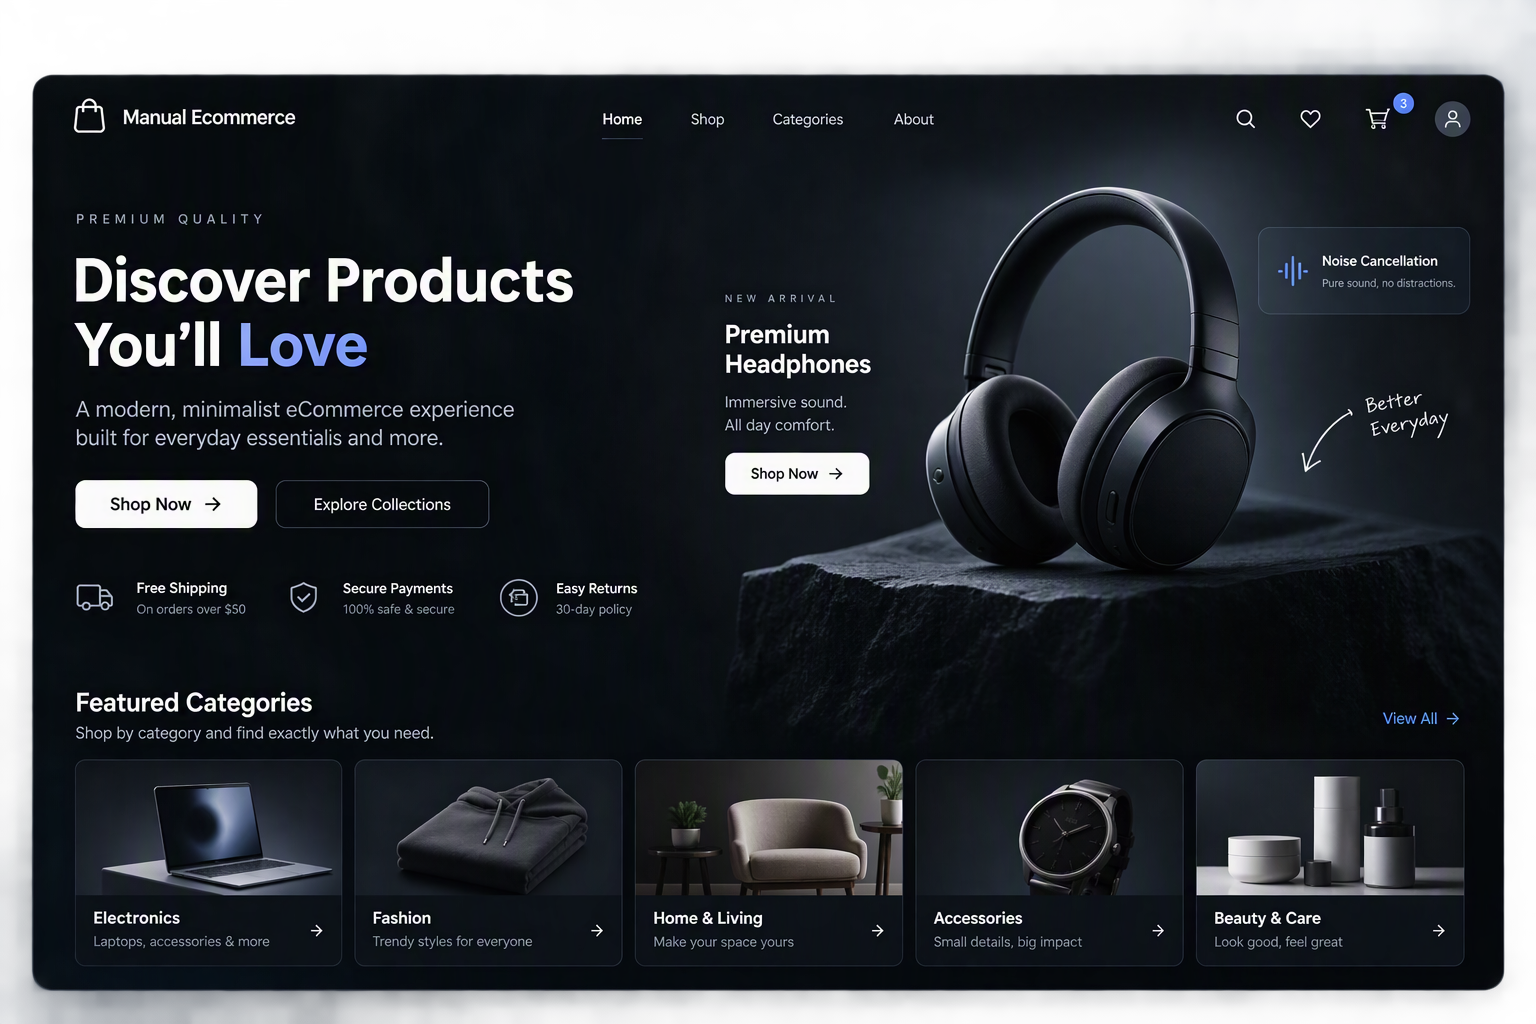 Manual Ecommerce
Home
Shop
Categories
About
3
PREMIUM QUALITY
Discover Products
You'll Love
A modern, minimalist eCommerce experience
built for everyday essentialis and more.
Shop Now
Explore Collections
Free Shipping
On orders over $50
Secure Payments
100% safe & secure
Easy Returns
30-day policy
NEW ARRIVAL
Premium
Headphones
Immersive sound.
All day comfort.
Shop Now
Noise Cancellation
Pure sound, no distractions.
Better
Everyday
Featured Categories
Shop by category and find exactly what you need.
View All
Electronics
Laptops, accessories & more
Fashion
Trendy styles for everyone
Home & Living
Make your space yours
Accessories
Small details, big impact
Beauty & Care
Look good, feel great